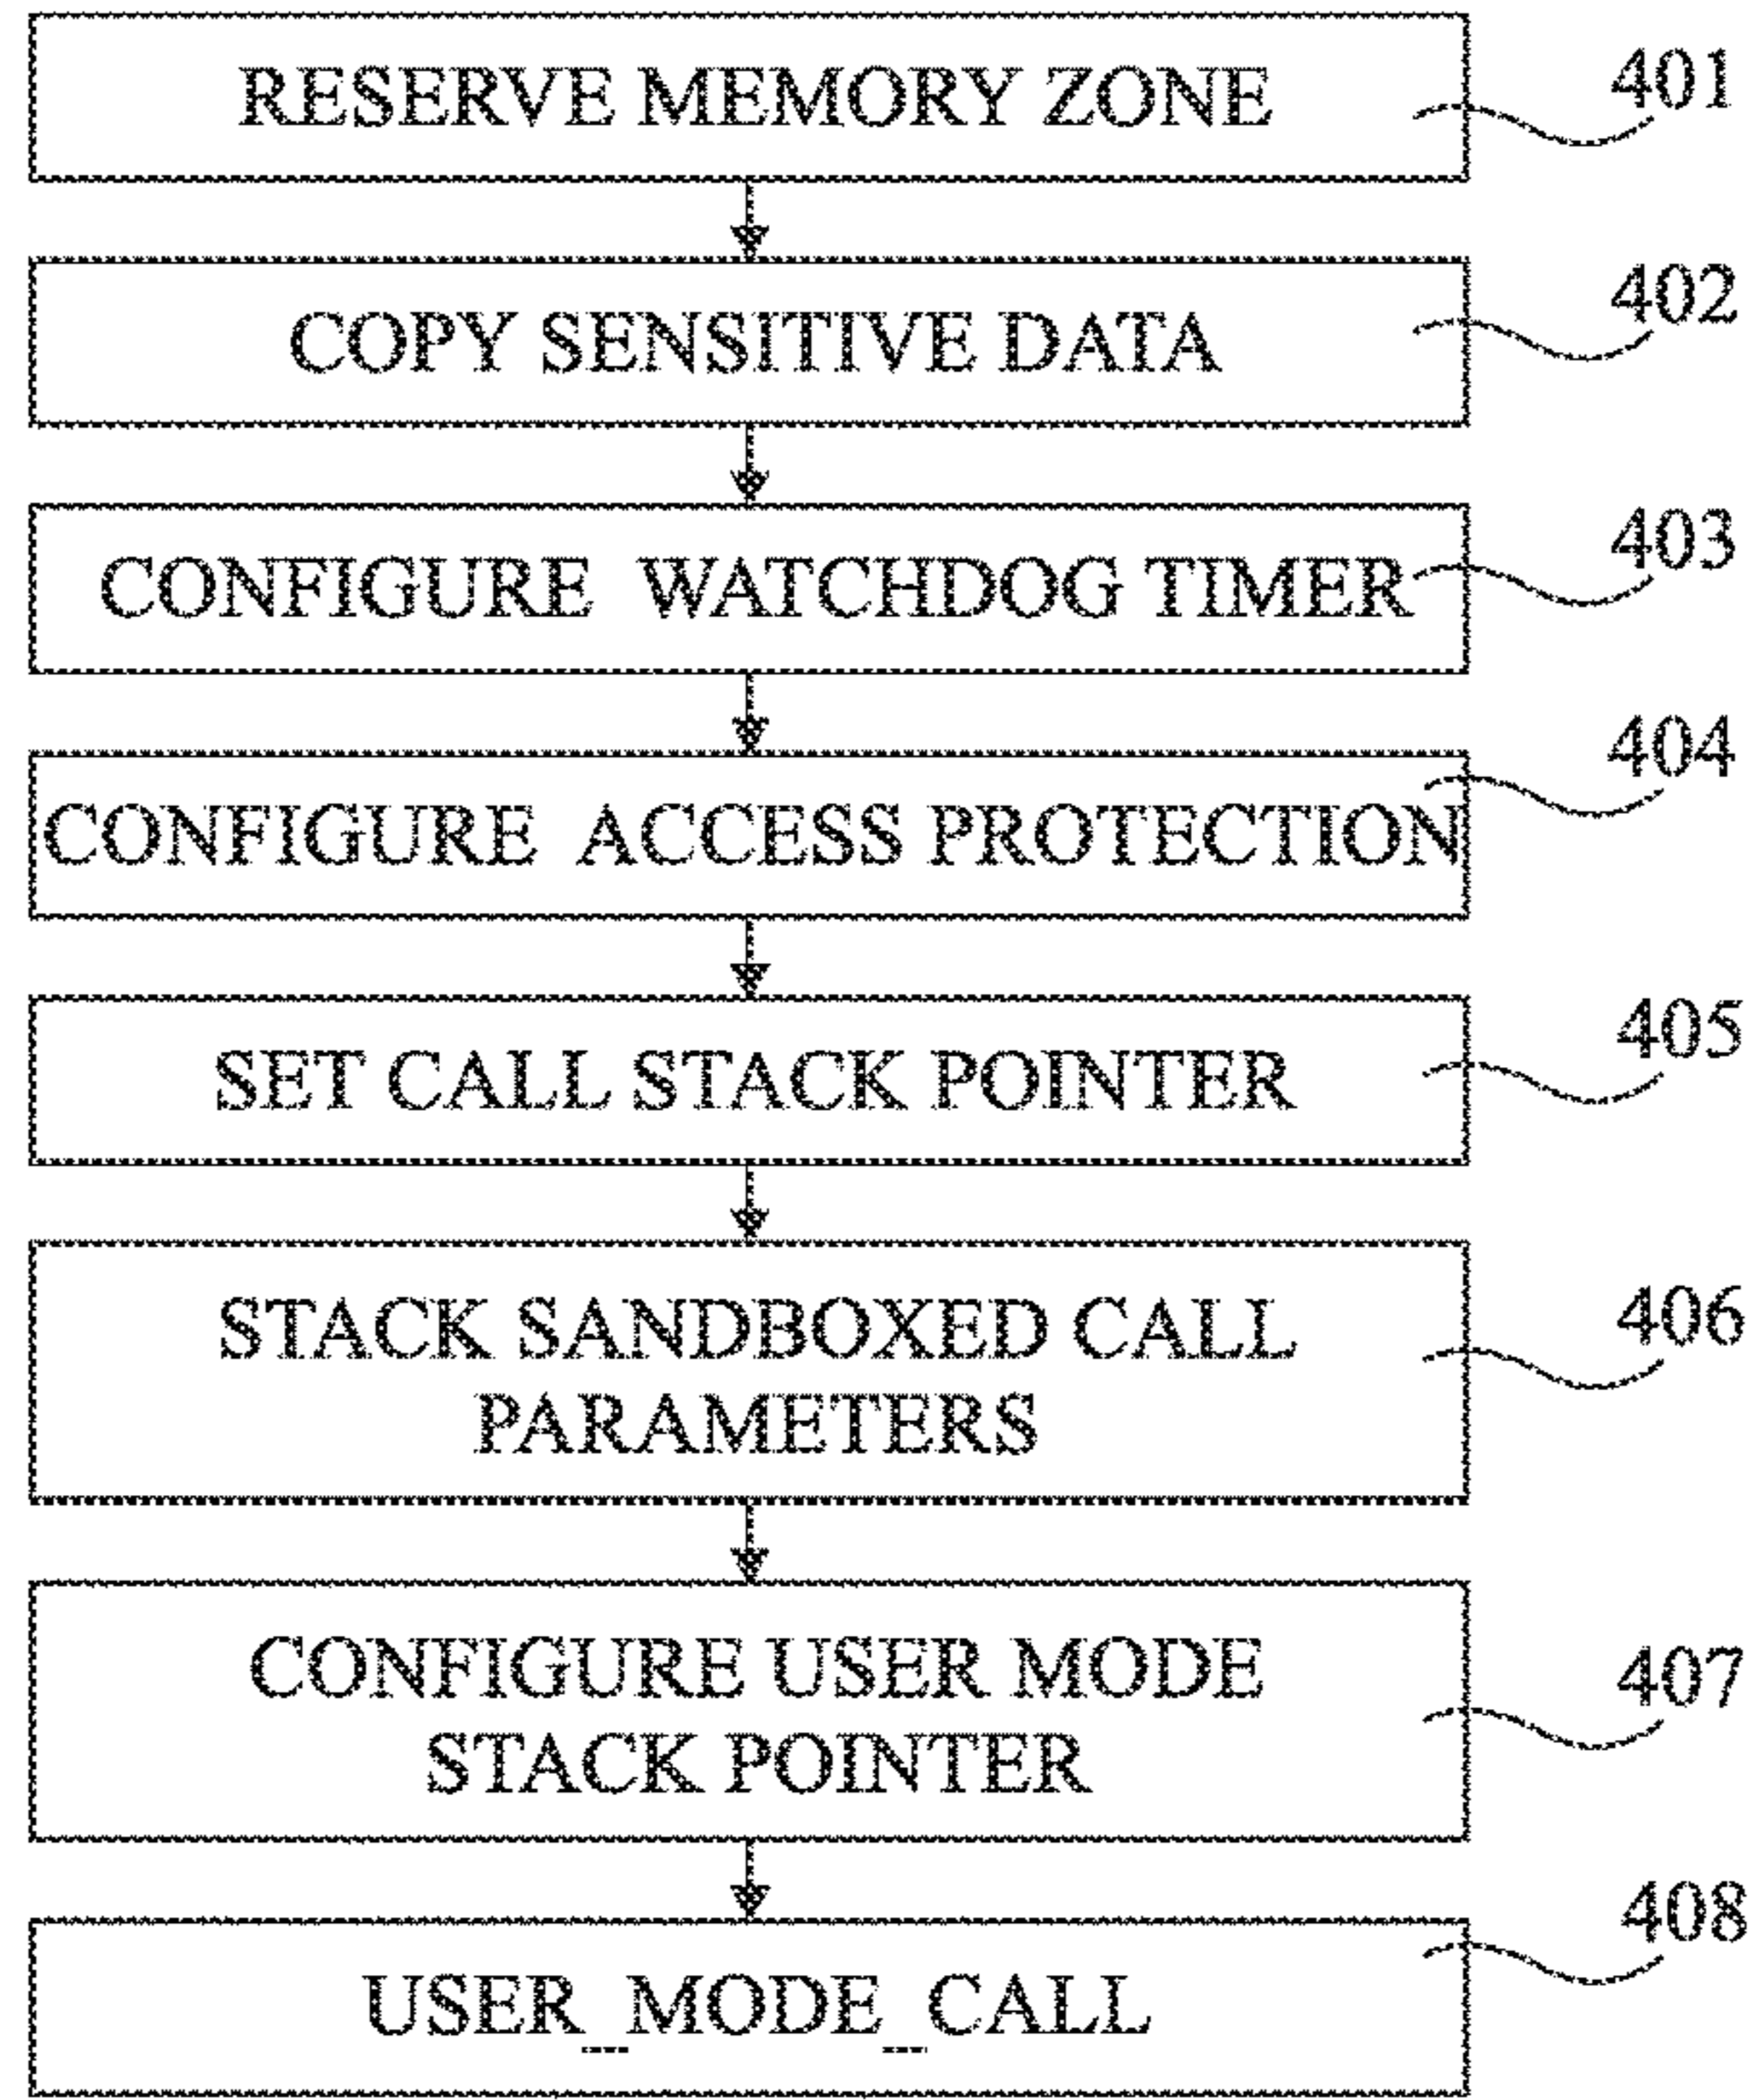 RESERVE MEMORY ZONE
401
COPY SENSITIVE DATA
402
CONFIGURE WATCHDOG TIMER
403
CONFIGURE ACCESS PROTECTION
404
SET CALL STACK POINTER
405
STACK SANDBOXED CALL
PARAMETERS
406
CONFIGURE USER MODE
STACK POINTER
407
USER_MODE_CALL
408